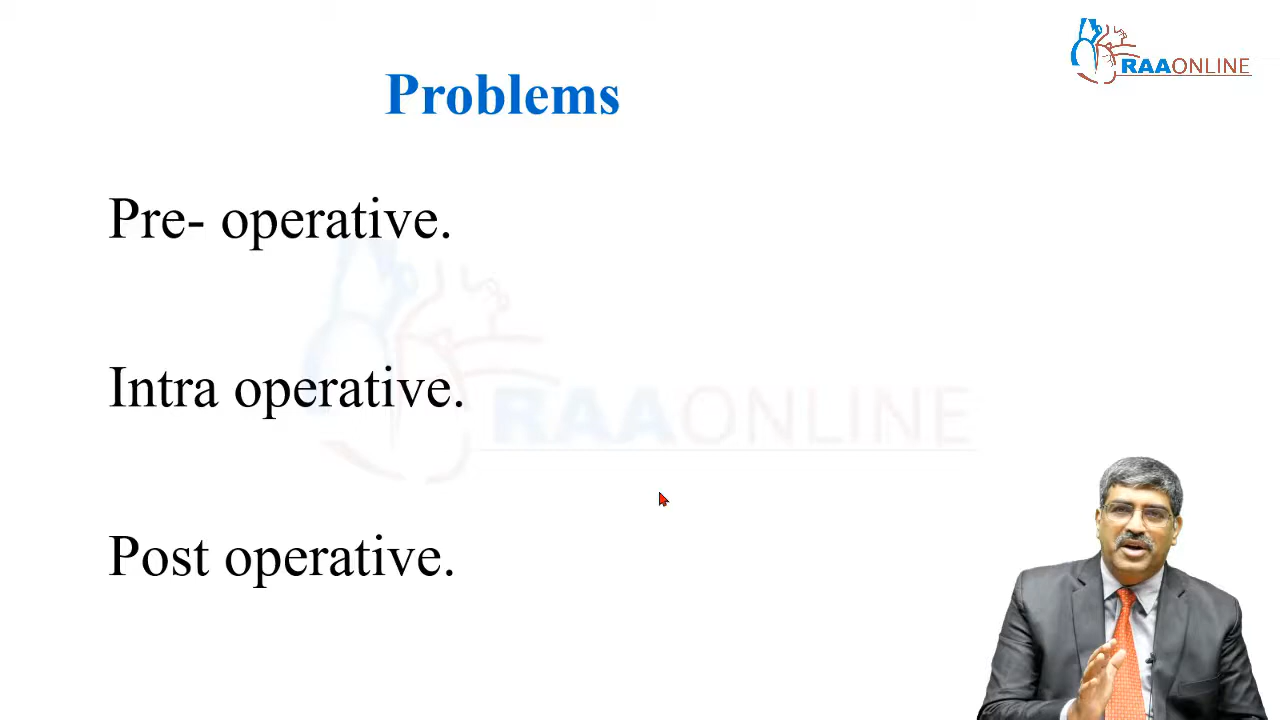 RAAONLINE
Problems
Pre- operative.
Intra operative.
RAAONLINE
Post operative.